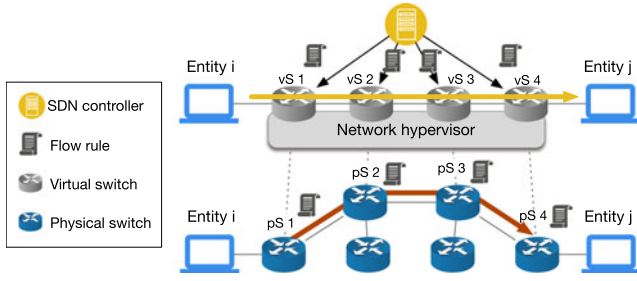 SDN controller
Flow rule
Virtual switch
Physical switch
Entity i
vS 1
vS 2
vS 3
vS 4
Entity j
Network hypervisor
Entity i
pS 1
pS 2
pS 3
pS 4
Entity j